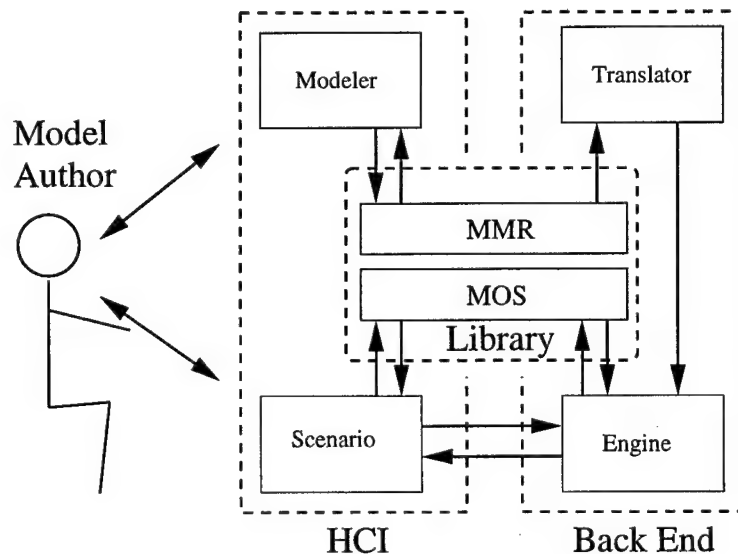 Modeler
Translator
Model
Author
MMR
MOS
Library
Scenario
Engine
HCI
Back End